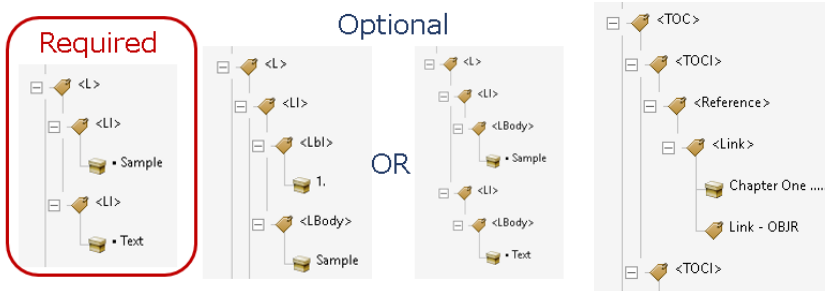 Required
<L>
<LI>
▪ Sample
<LI>
▪ Text
Optional
<L>
<LI>
<Lbl>
1.
<LBody>
Sample
OR
<L>
<LI>
<LBody>
▪ Sample
<LI>
<LBody>
▪ Text
<TOC>
<TOCI>
<Reference>
<Link>
Chapter One .....
Link - OBJR
<TOCI>